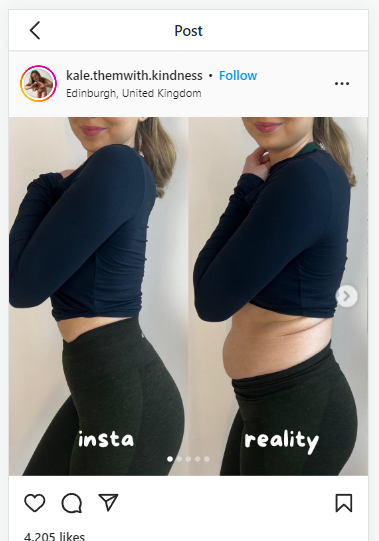 Post
kale.themwith.kindness • Follow
Edinburgh, United Kingdom
insta
reality
4,205 likes